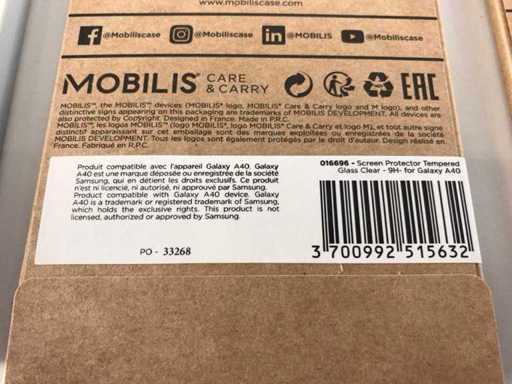 www.mobiliscase.com
@Mobiliscase @Mobiliscase @MOBILIS @Mobiliscase
MOBILIS® CARE & CARRY EAC
MOBILIS™, the MOBILIS™ devices (MOBILIS® logo, MOBILIS® Care & Carry logo and M logo), and other
distinctive signs appearing on this packaging are trademarks of MOBILIS DEVELOPMENT. All devices are
also protected by Copyright. Designed in France. Made in P.R.C.
MOBILIS™, les logos MOBILIS™ (logo MOBILIS®, MOBILIS® Care & Carry et logo M), et tout autre signe
distinctif apparaissant sur cet emballage sont des marques exploitées ou enregistrées de la société
MOBILIS DEVELOPMENT. Tous les logos sont également protégés par le droit d'auteur. Design réalisé en
France. Fabriqué en R.P.C.
Produit compatible avec l'appareil Galaxy A40. Galaxy
A40 est une marque déposée ou enregistrée de la société
Samsung, qui en détient les droits exclusifs. Ce produit
n'est ni licencié, ni autorisé, ni approuvé par Samsung.
Product compatible with Galaxy A40 device. Galaxy
A40 is a trademark or registered trademark of Samsung,
which holds the exclusive rights. This product is not
licensed, authorized or approved by Samsung.
PO - 33268
016696 - Screen Protector Tempered
Glass Clear - 9H- for Galaxy A40
3 700992 515632